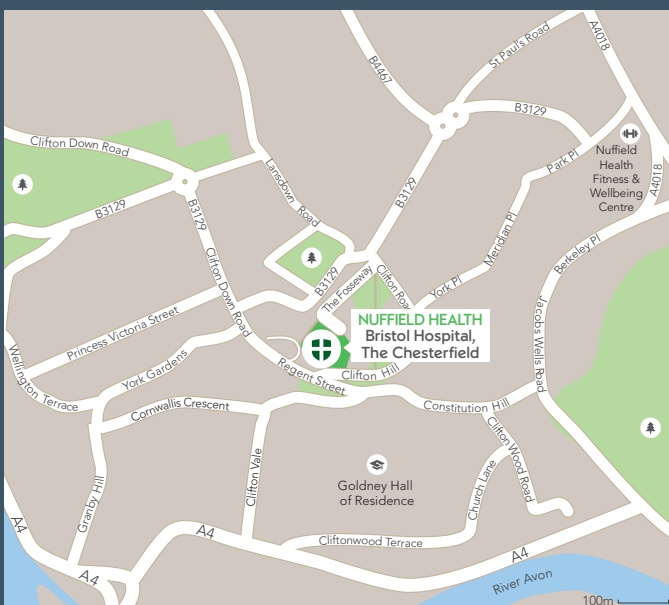 A4018
St Paul's Road
B4467
B3129
Clifton Down Road
Nuffield
Health
Fitness &
Wellbeing
Centre
Park Pl
A4018
Lansdown Road
B3129
B3129
B3129
Meridian Pl
Berkeley Pl
Clifton Down Road
B3129
The Fosseway
Clifton Road
York Pl
Princess Victoria Street
Jacobs Wells Road
NUFFIELD HEALTH
Bristol Hospital,
The Chesterfield
Wellington Terrace
York Gardens
Regent Street
Clifton Hill
Cornwallis Crescent
Constitution Hill
Clifton Wood Road
Clifton Vale
Church Lane
Goldney Hall
of Residence
Granby Hill
A4
A4
Cliftonwood Terrace
A4
A4
River Avon
100m